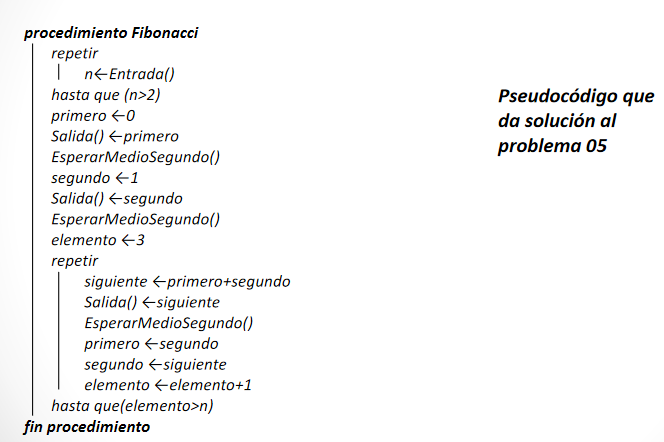 procedimiento Fibonacci
repetir
n←Entrada()
hasta que (n>2)
primero ←0
Salida() ←primero
EsperarMedioSegundo()
segundo ←1
Salida() ←segundo
EsperarMedioSegundo()
elemento ←3
repetir
siguiente ←primero+segundo
Salida() ←siguiente
EsperarMedioSegundo()
primero ←segundo
segundo ←siguiente
elemento ←elemento+1
hasta que(elemento>n)
fin procedimiento
Pseudocódigo que
da solución al
problema 05